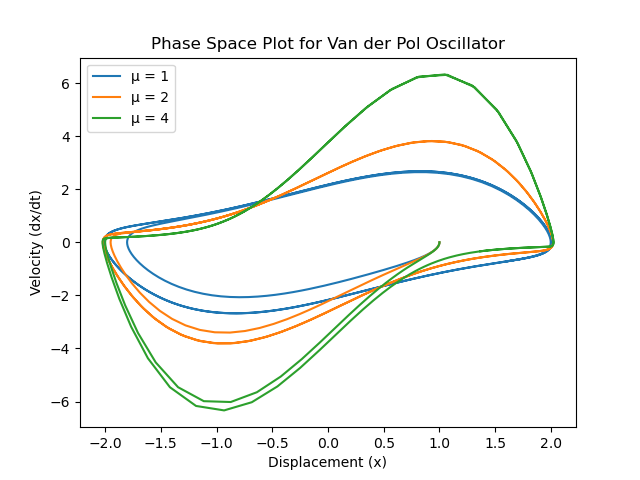 Phase Space Plot for Van der Pol Oscillator
μ = 1
μ = 2
μ = 4
6
4
2
0
−2
−4
−6
Velocity (dx/dt)
−2.0 −1.5 −1.0 −0.5 0.0 0.5 1.0 1.5 2.0
Displacement (x)